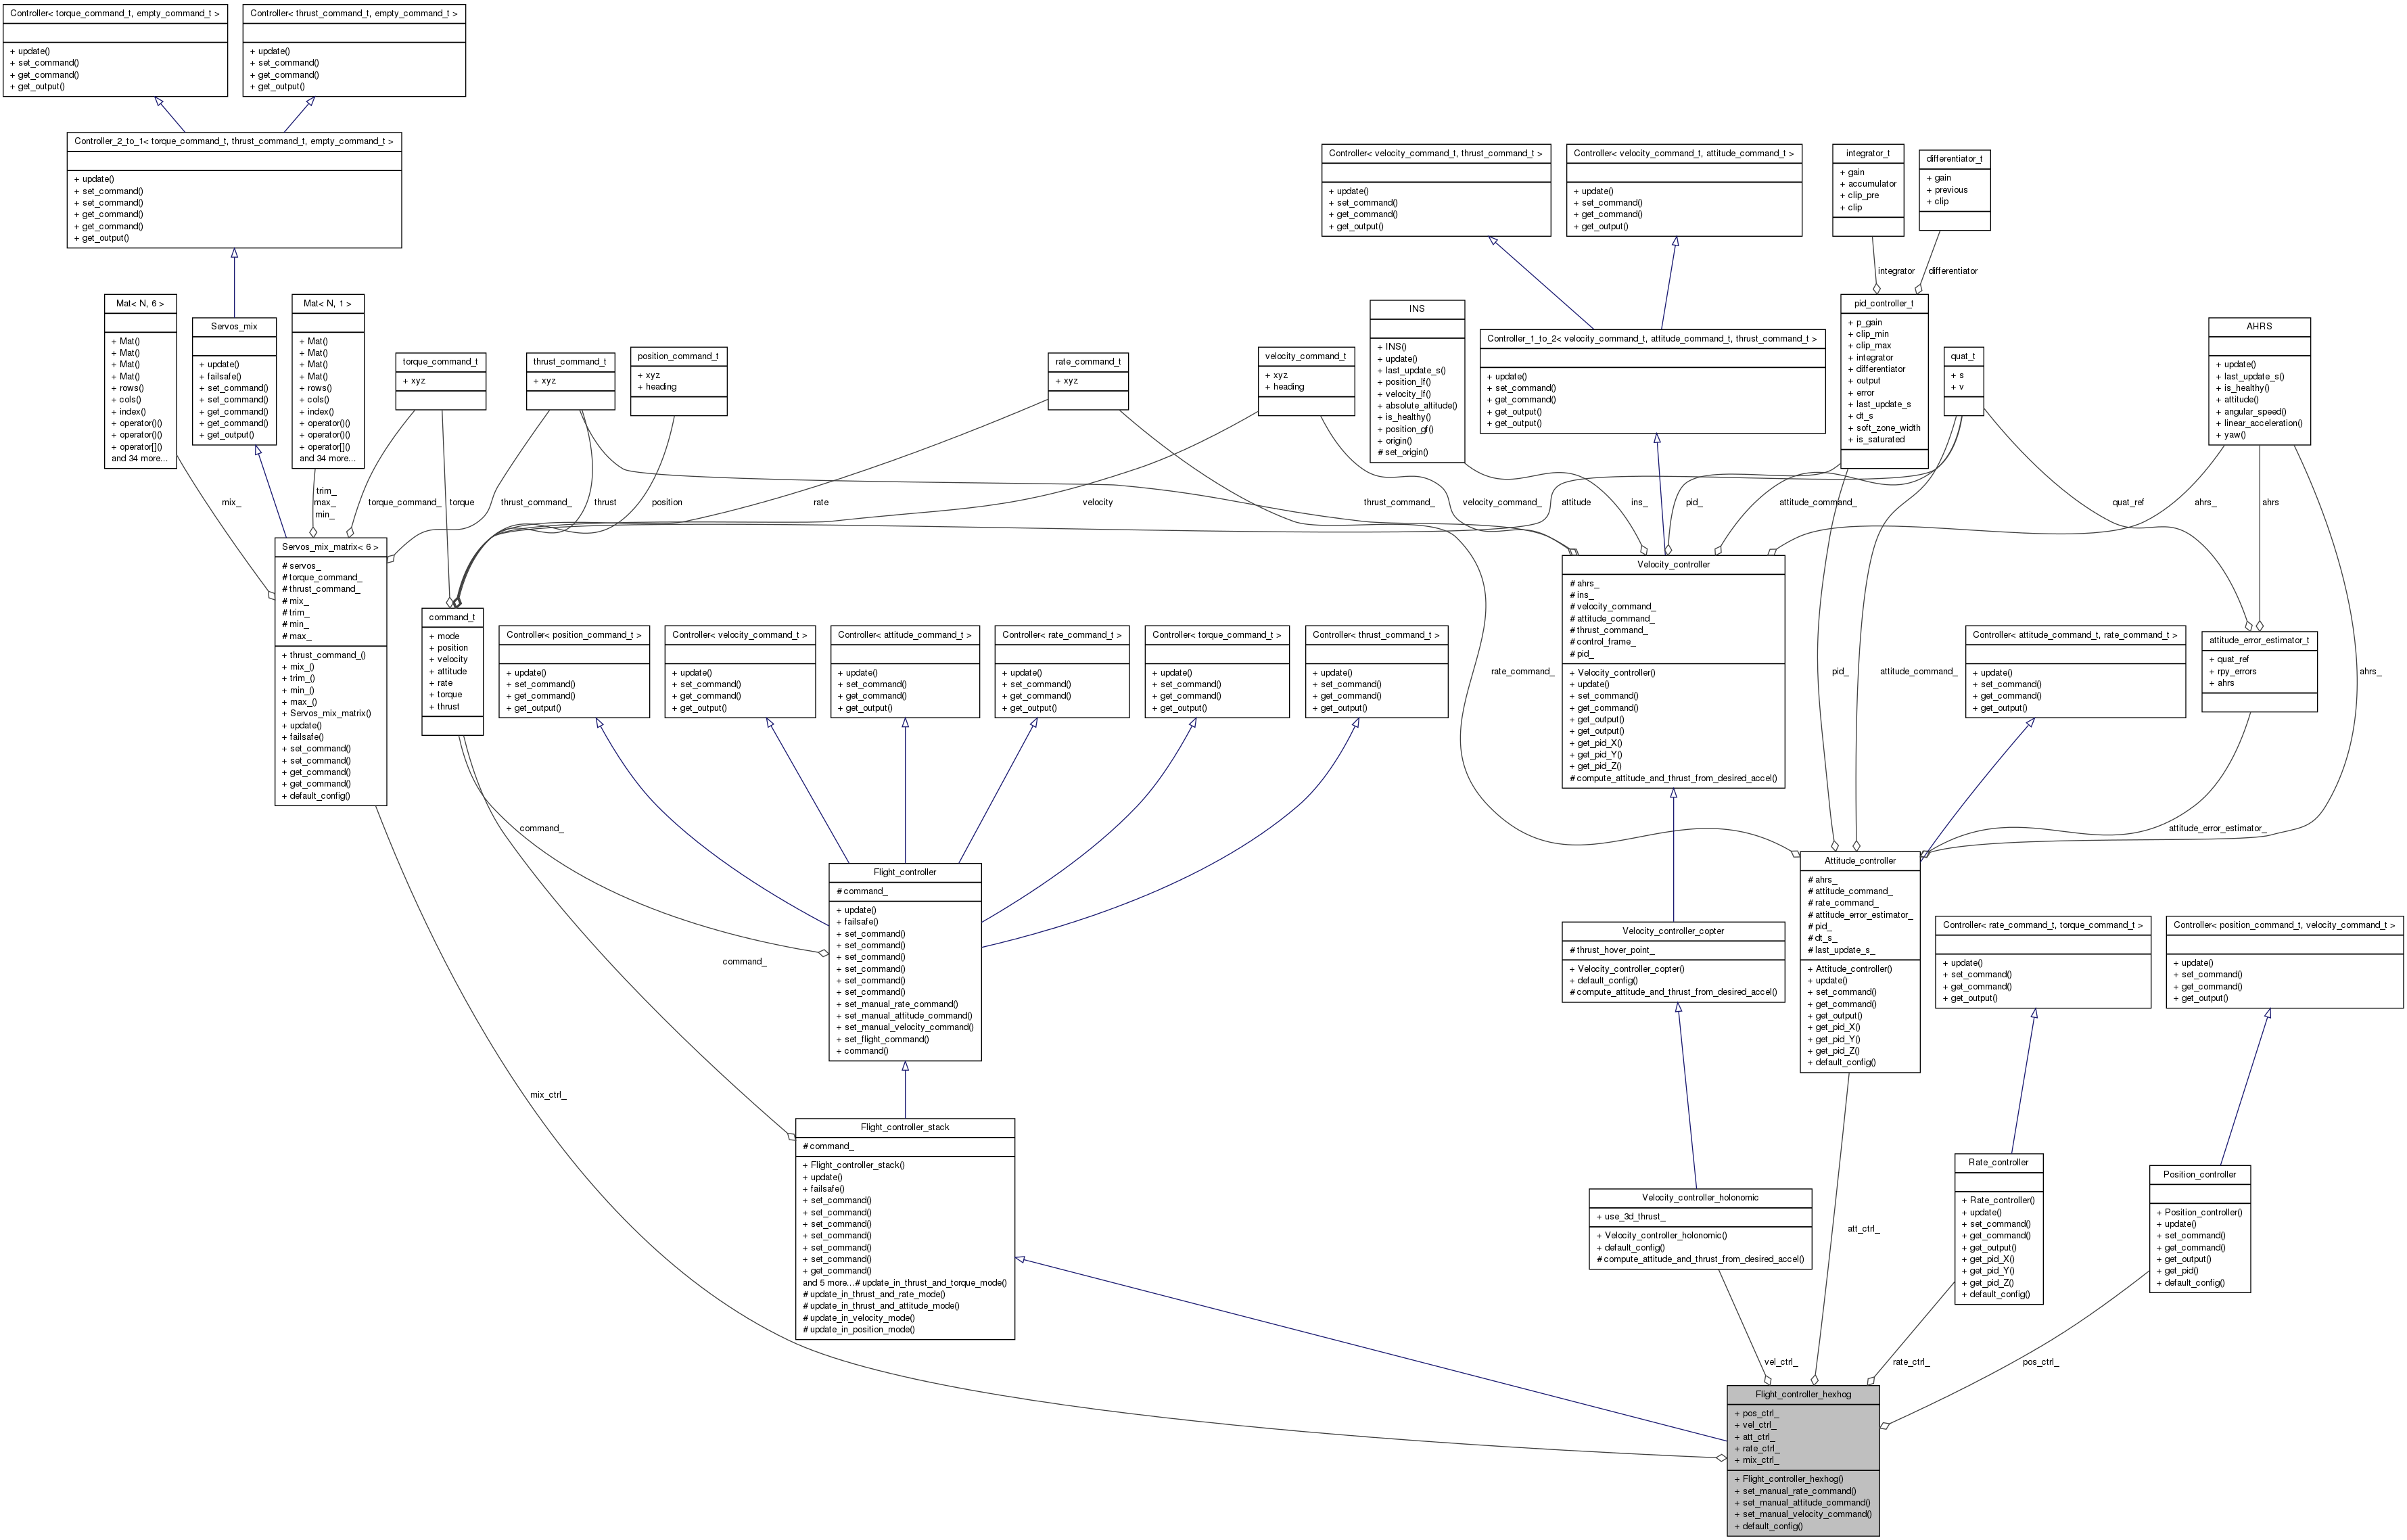 Controller< torque_command_t, empty_command_t >
+ update()
+ set_command()
+ get_command()
+ get_output()
Controller< thrust_command_t, empty_command_t >
+ update()
+ set_command()
+ get_command()
+ get_output()
Controller_2_to_1< torque_command_t, thrust_command_t, empty_command_t >
+ update()
+ set_command()
+ set_command()
+ get_command()
+ get_command()
+ get_output()
Controller< velocity_command_t, thrust_command_t >
+ update()
+ set_command()
+ get_command()
+ get_output()
Controller< velocity_command_t, attitude_command_t >
+ update()
+ set_command()
+ get_command()
+ get_output()
integrator_t
+ gain
+ accumulator
+ clip_pre
+ clip
differentiator_t
+ gain
+ previous
+ clip
integrator
differentiator
Mat< N, 6 >
+ Mat()
+ Mat()
+ Mat()
+ Mat()
+ rows()
+ cols()
+ index()
+ operator()()
+ operator()()
+ operator[]()
and 34 more...
Servos_mix
+ update()
+ failsafe()
+ set_command()
+ set_command()
+ get_command()
+ get_command()
+ get_output()
Mat< N, 1 >
+ Mat()
+ Mat()
+ Mat()
+ Mat()
+ rows()
+ cols()
+ index()
+ operator()()
+ operator()()
+ operator[]()
and 34 more...
torque_command_t
+ xyz
thrust_command_t
+ xyz
position_command_t
+ xyz
+ heading
rate_command_t
+ xyz
velocity_command_t
+ xyz
+ heading
INS
+ INS()
+ update()
+ last_update_s()
+ position_lf()
+ velocity_lf()
+ absolute_altitude()
+ is_healthy()
+ position_gf()
+ origin()
# set_origin()
Controller_1_to_2< velocity_command_t, attitude_command_t, thrust_command_t >
+ update()
+ set_command()
+ get_command()
+ get_output()
+ get_output()
pid_controller_t
+ p_gain
+ clip_min
+ clip_max
+ integrator
+ differentiator
+ output
+ error
+ last_update_s
+ dt_s
+ soft_zone_width
+ is_saturated
quat_t
+ s
+ v
AHRS
+ update()
+ last_update_s()
+ is_healthy()
+ attitude()
+ angular_speed()
+ linear_acceleration()
+ yaw()
mix_
trim_
max_
min_
torque_command_
torque
thrust_command_
thrust
position
rate
velocity
thrust_command_
velocity_command_
attitude
ins_
pid_
attitude_command_
quat_ref
ahrs_
ahrs
Servos_mix_matrix< 6 >
# servos_
# torque_command_
# thrust_command_
# mix_
# trim_
# min_
# max_
+ thrust_command_()
+ mix_()
+ trim_()
+ min_()
+ max_()
+ Servos_mix_matrix()
+ update()
+ failsafe()
+ set_command()
+ set_command()
+ get_command()
+ get_command()
+ default_config()
command_t
+ mode
+ position
+ velocity
+ attitude
+ rate
+ torque
+ thrust
Controller< position_command_t >
+ update()
+ set_command()
+ get_command()
+ get_output()
Controller< velocity_command_t >
+ update()
+ set_command()
+ get_command()
+ get_output()
Controller< attitude_command_t >
+ update()
+ set_command()
+ get_command()
+ get_output()
Controller< rate_command_t >
+ update()
+ set_command()
+ get_command()
+ get_output()
Controller< torque_command_t >
+ update()
+ set_command()
+ get_command()
+ get_output()
Controller< thrust_command_t >
+ update()
+ set_command()
+ get_command()
+ get_output()
Velocity_controller
# ahrs_
# ins_
# velocity_command_
# attitude_command_
# thrust_command_
# control_frame_
# pid_
+ Velocity_controller()
+ update()
+ set_command()
+ get_command()
+ get_output()
+ get_output()
+ get_pid_X()
+ get_pid_Y()
+ get_pid_Z()
# compute_attitude_and_thrust_from_desired_accel()
Controller< attitude_command_t, rate_command_t >
+ update()
+ set_command()
+ get_command()
+ get_output()
attitude_error_estimator_t
+ quat_ref
+ rpy_errors
+ ahrs
rate_command_
pid_
attitude_command_
ahrs_
command_
attitude_error_estimator_
Flight_controller
# command_
+ update()
+ failsafe()
+ set_command()
+ set_command()
+ set_command()
+ set_command()
+ set_command()
+ set_command()
+ set_manual_rate_command()
+ set_manual_attitude_command()
+ set_manual_velocity_command()
+ set_flight_command()
+ command()
Attitude_controller
# ahrs_
# attitude_command_
# rate_command_
# attitude_error_estimator_
# pid_
# dt_s_
# last_update_s_
+ Attitude_controller()
+ update()
+ set_command()
+ get_command()
+ get_output()
+ get_pid_X()
+ get_pid_Y()
+ get_pid_Z()
+ default_config()
Velocity_controller_copter
# thrust_hover_point_
+ Velocity_controller_copter()
+ default_config()
# compute_attitude_and_thrust_from_desired_accel()
Controller< rate_command_t, torque_command_t >
+ update()
+ set_command()
+ get_command()
+ get_output()
Controller< position_command_t, velocity_command_t >
+ update()
+ set_command()
+ get_command()
+ get_output()
command_
mix_ctrl_
Flight_controller_stack
# command_
+ Flight_controller_stack()
+ update()
+ failsafe()
+ set_command()
+ set_command()
+ set_command()
+ set_command()
+ set_command()
+ set_command()
+ get_command()
and 5 more...# update_in_thrust_and_torque_mode()
# update_in_thrust_and_rate_mode()
# update_in_thrust_and_attitude_mode()
# update_in_velocity_mode()
# update_in_position_mode()
Velocity_controller_holonomic
+ use_3d_thrust_
+ Velocity_controller_holonomic()
+ default_config()
# compute_attitude_and_thrust_from_desired_accel()
Rate_controller
+ Rate_controller()
+ update()
+ set_command()
+ get_command()
+ get_output()
+ get_pid_X()
+ get_pid_Y()
+ get_pid_Z()
+ default_config()
Position_controller
+ Position_controller()
+ update()
+ set_command()
+ get_command()
+ get_output()
+ get_pid()
+ default_config()
att_ctrl_
vel_ctrl_
rate_ctrl_
pos_ctrl_
Flight_controller_hexhog
+ pos_ctrl_
+ vel_ctrl_
+ att_ctrl_
+ rate_ctrl_
+ mix_ctrl_
+ Flight_controller_hexhog()
+ set_manual_rate_command()
+ set_manual_attitude_command()
+ set_manual_velocity_command()
+ default_config()